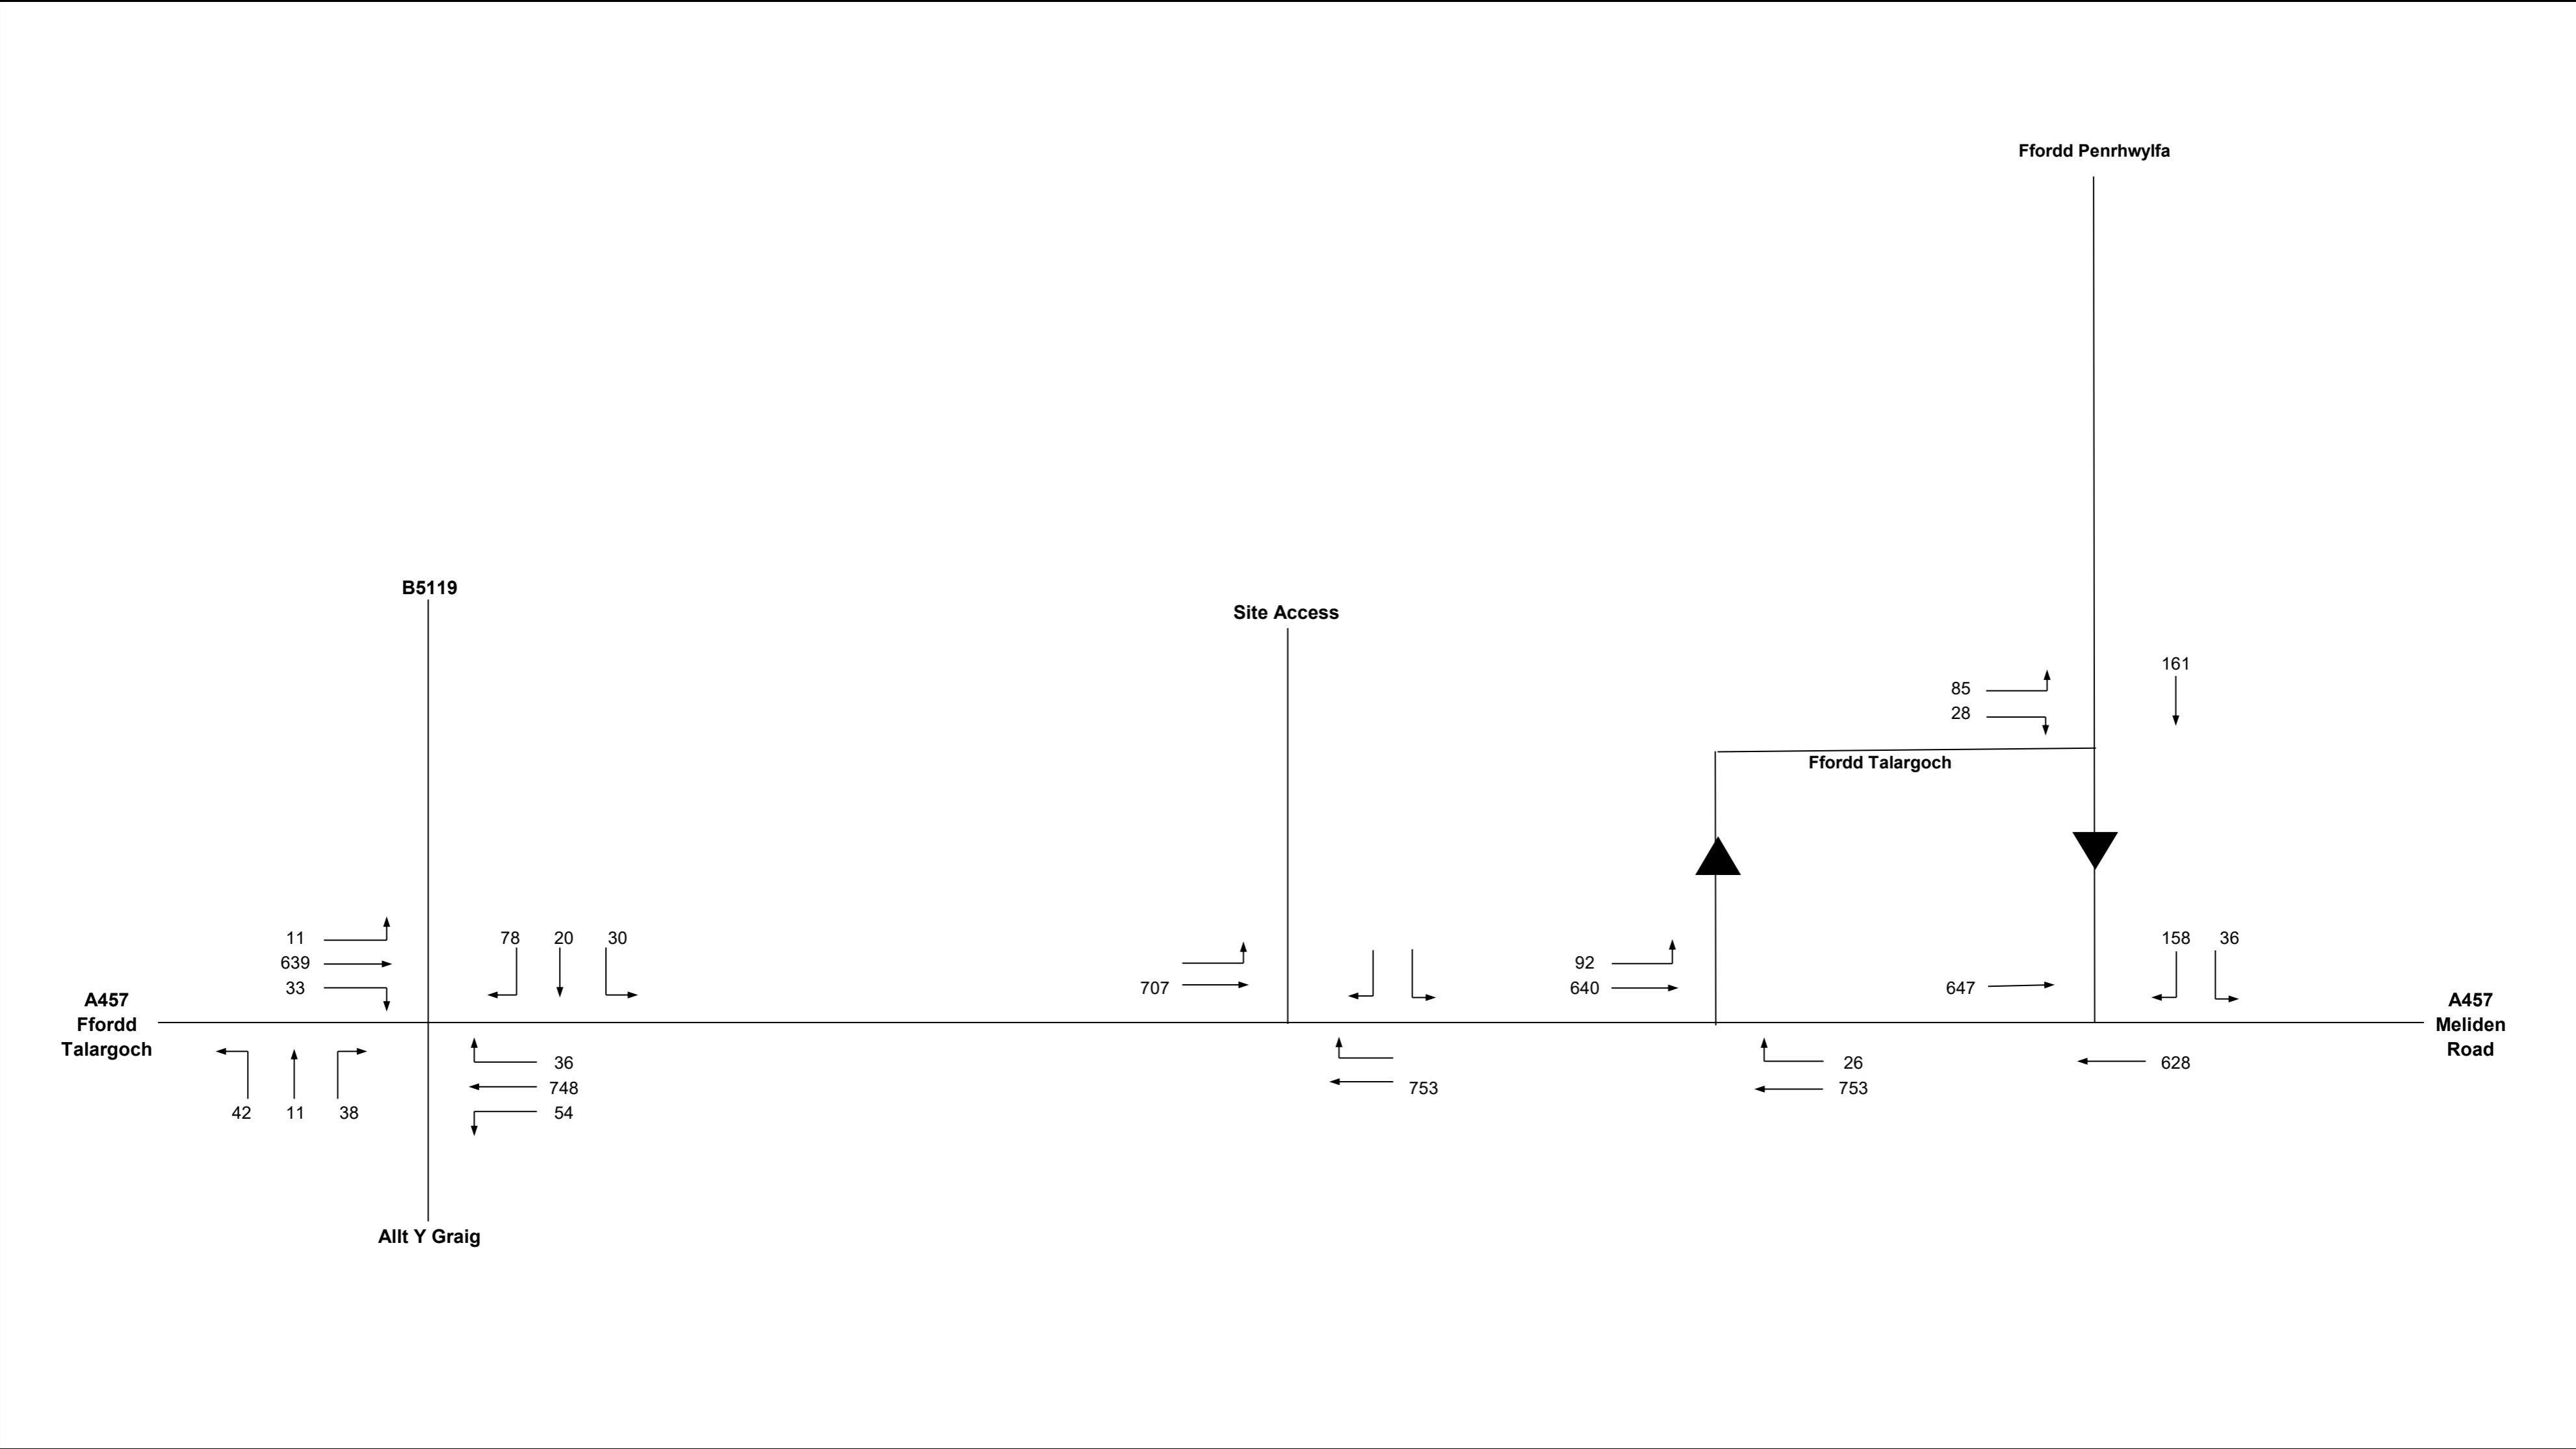 Ffordd Penrhwylfa
B5119
Site Access
161
85
28
Ffordd Talargoch
11
78 20 30
158 36
639
92
33
707
640
647
A457
Ffordd
Talargoch
A457
Meliden
Road
36
26
628
748
753
753
42 11 38
54
Allt Y Graig